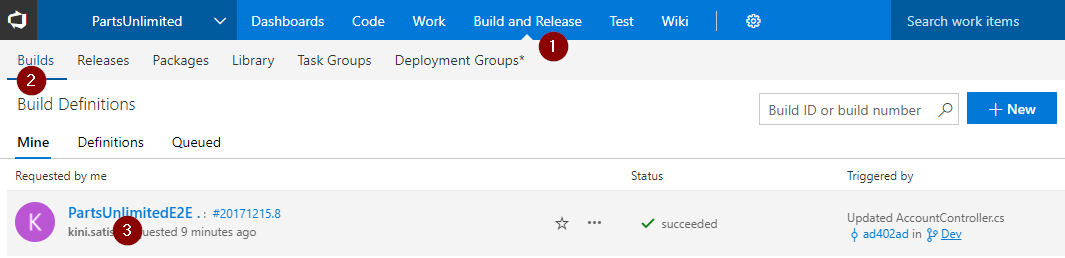 PartsUnlimited Dashboards Code Work Build and Release Test Wiki Search work items
1
Builds Releases Packages Library Task Groups Deployment Groups*
2
Build Definitions Build ID or build number + New
Mine Definitions Queued
Requested by me Status Triggered by
K PartsUnlimitedE2E . : #20171215.8 ... succeeded Updated AccountController.cs
3
kini.satis uested 9 minutes ago ad402ad in Dev